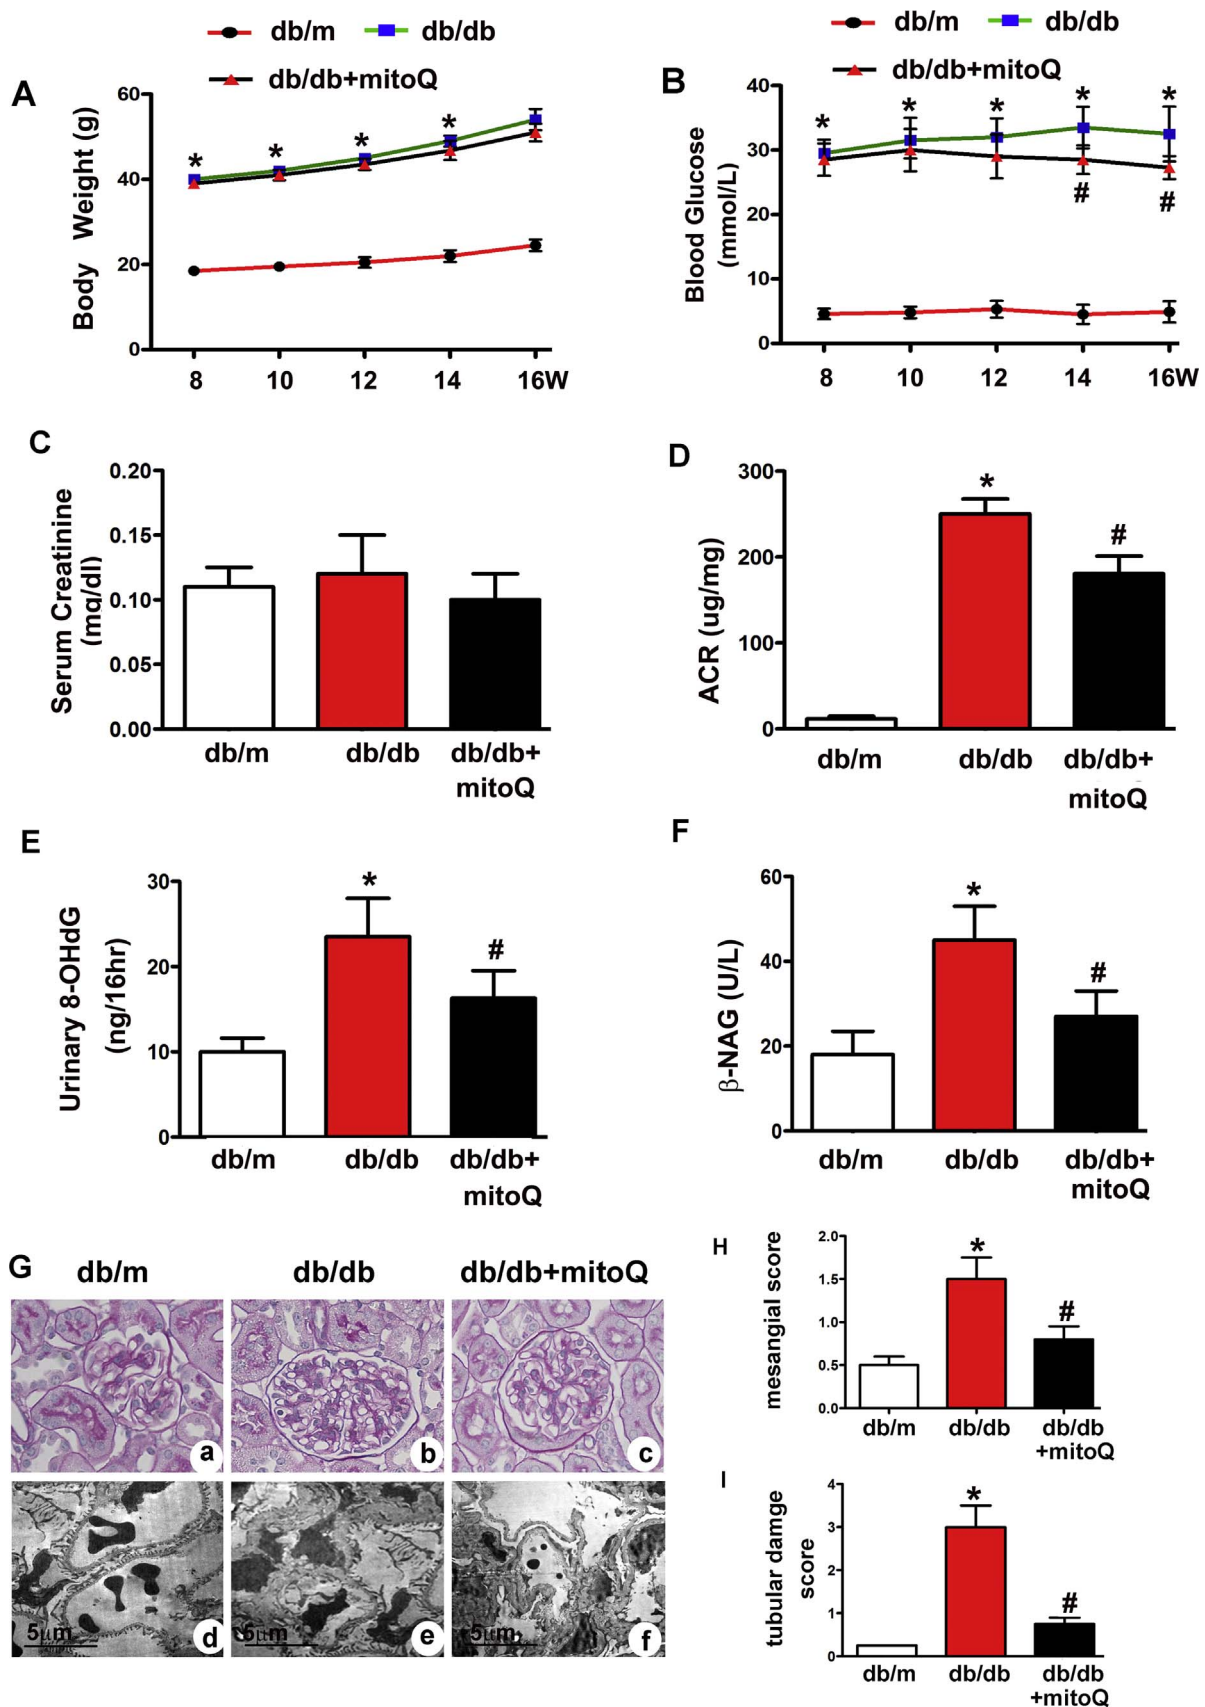 db/m db/db
db/db+mitoQ
A
Body Weight (g)
60
40
20
0
* * * *
8 10 12 14 16W
db/m db/db
db/db+mitoQ
B
Blood Glucose
(mmol/L)
40
30
20
10
0
* * * * *
# #
8 10 12 14 16W
C
Serum Creatinine
(mg/dl)
0.20
0.15
0.10
0.05
0.00
db/m db/db db/db+
mitoQ
D
ACR (ug/mg)
300
200
100
0
*
#
db/m db/db db/db+
mitoQ
E
Urinary 8-OHdG
(ng/16hr)
30
20
10
0
*
#
db/m db/db db/db+
mitoQ
F
β-NAG (U/L)
60
40
20
0
*
#
db/m db/db db/db+
mitoQ
G
db/m db/db db/db+mitoQ
a b c
5μm 5μm 5μm
d e f
H
mesangial score
2.0
1.5
1.0
0.5
0.0
*
#
db/m db/db db/db
+mitoQ
I
tubular damge
score
4
3
2
1
0
*
#
db/m db/db db/db
+mitoQ